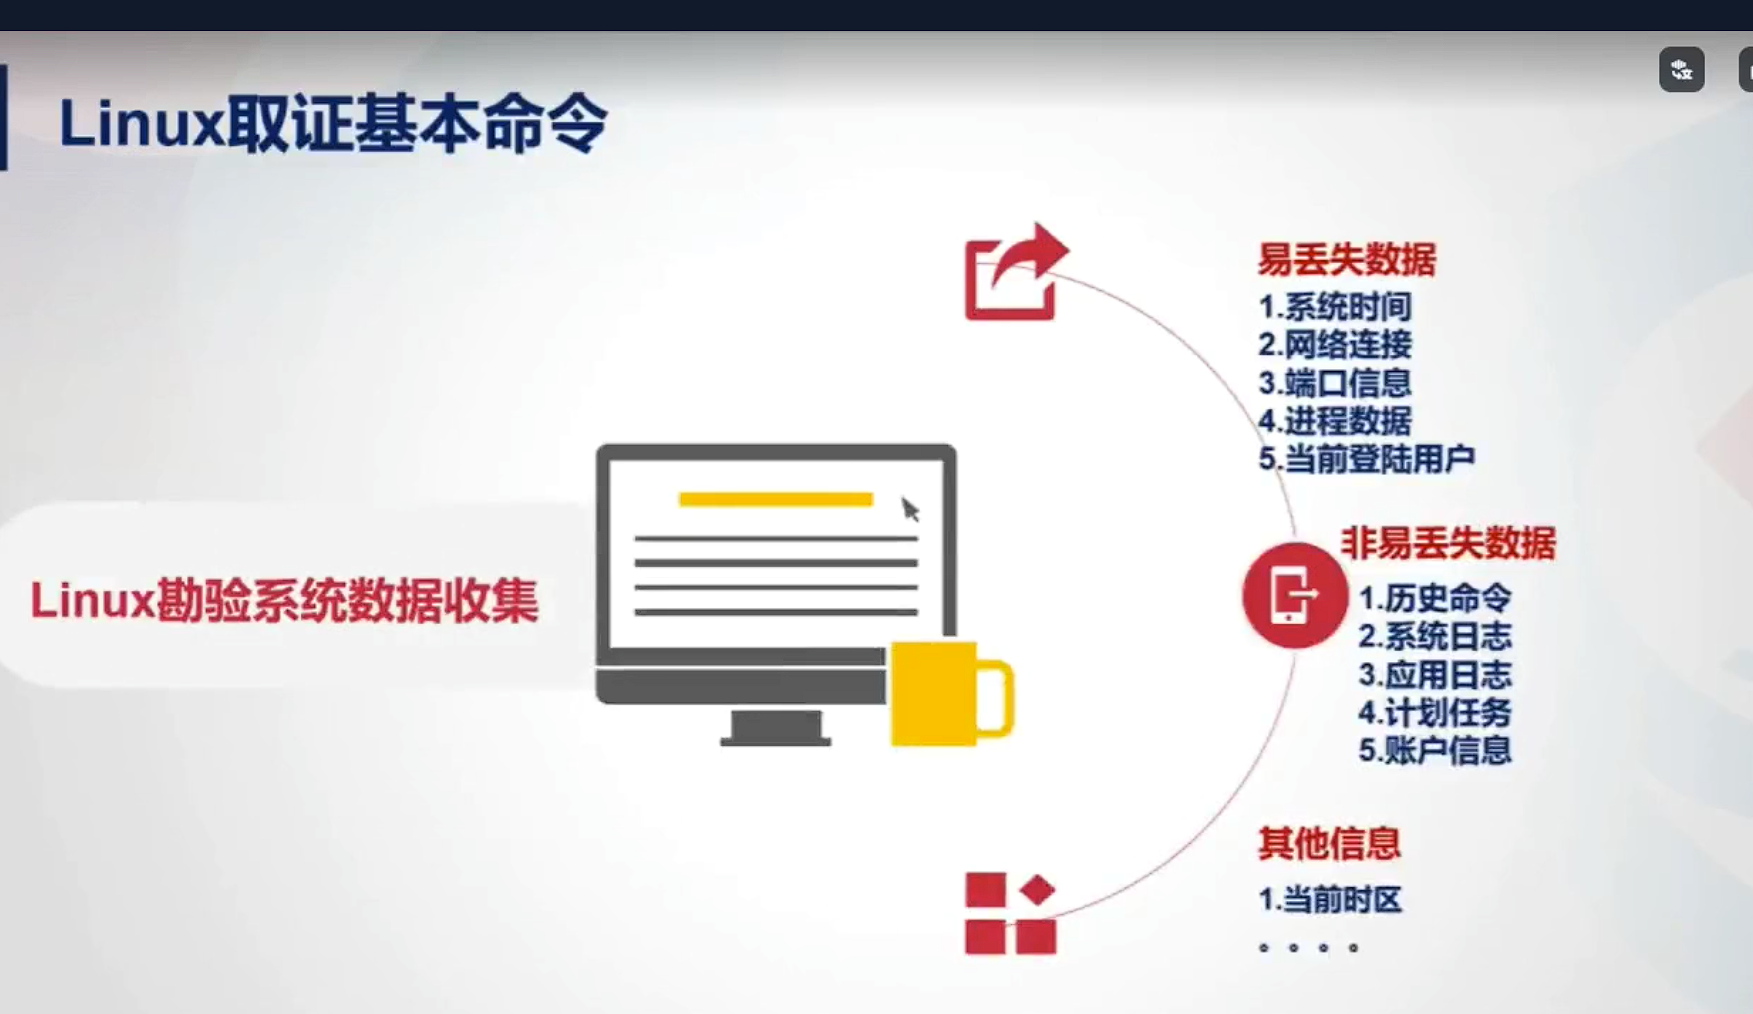 Linux取证基本命令
Linux勘验系统数据收集
易丢失数据
1.系统时间
2.网络连接
3.端口信息
4.进程数据
5.当前登陆用户
非易丢失数据
1.历史命令
2.系统日志
3.应用日志
4.计划任务
5.账户信息
其他信息
1.当前时区
。。。。